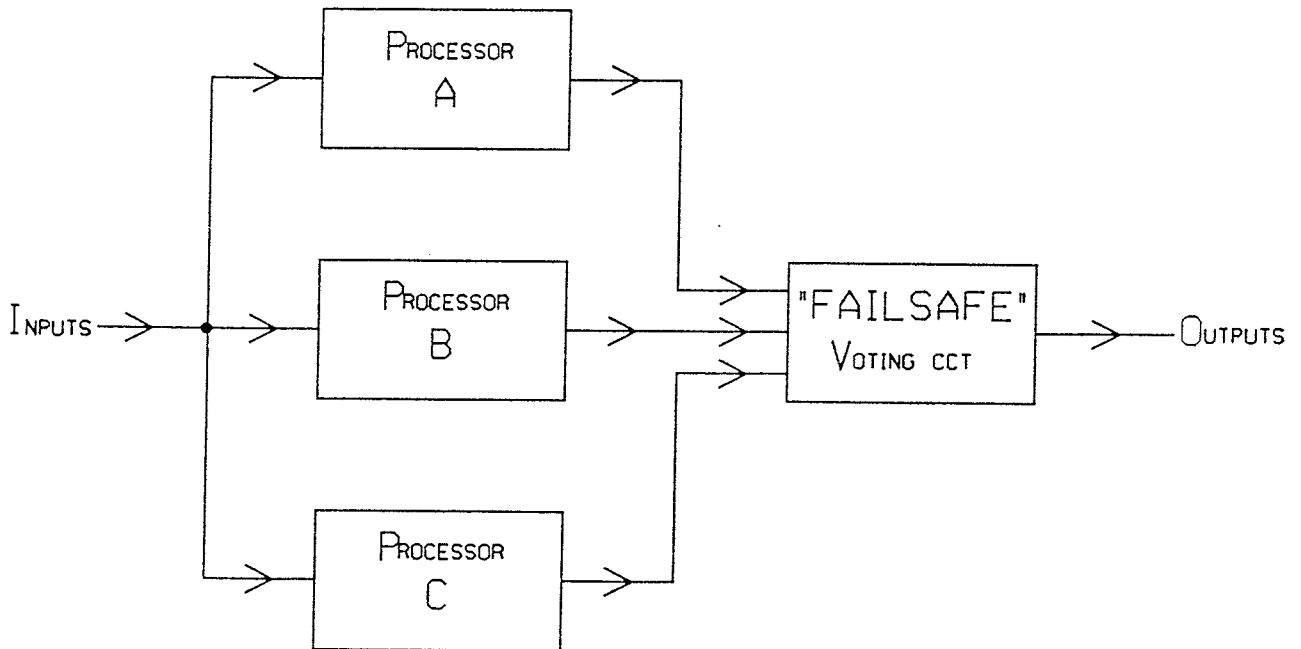 Processor
A
Inputs
Processor
B
"FAILSAFE"
Voting cct
Outputs
Processor
C